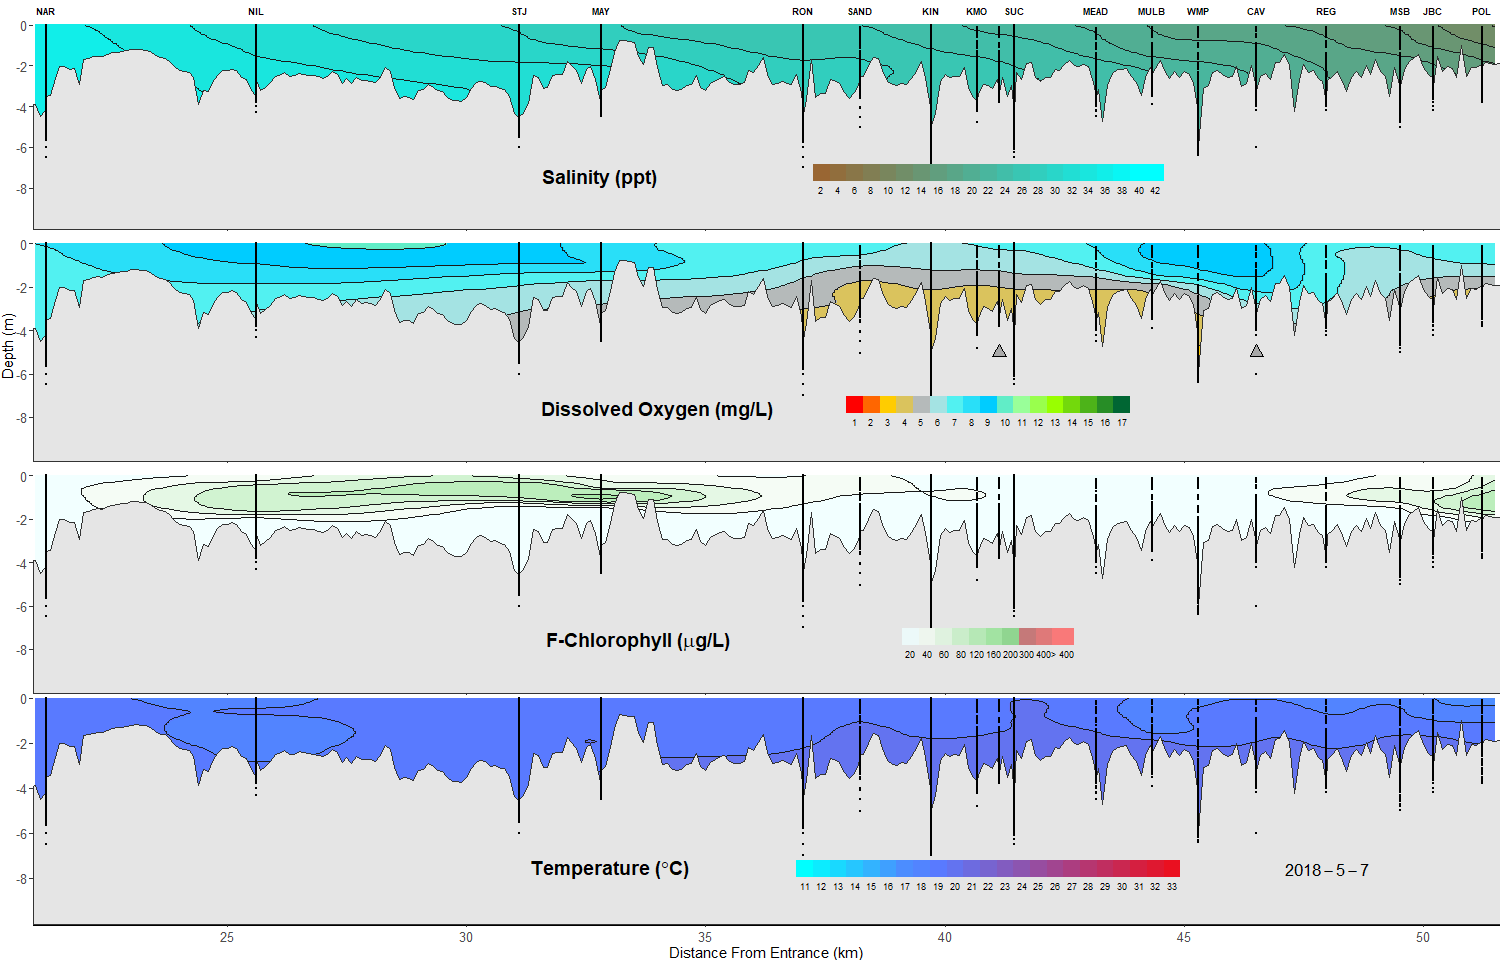 NAR NIL STJ MAY RON SAND KIN KMO SUC MEAD MULB WMP CAV REG MSB JBC POL
0
-2
-4
-6
-8
Salinity (ppt)
2 4 6 8 10 12 14 16 18 20 22 24 26 28 30 32 34 36 38 40 42
0
-2
-4
-6
-8
Depth (m)
Dissolved Oxygen (mg/L)
1 2 3 4 5 6 7 8 9 10 11 12 13 14 15 16 17
0
-2
-4
-6
-8
F-Chlorophyll (μg/L)
20 40 60 80 120 160 200 300 400> 400
0
-2
-4
-6
-8
Temperature (°C)
11 12 13 14 15 16 17 18 19 20 21 22 23 24 25 26 27 28 29 30 31 32 33
2018 – 5 – 7
25 30 35 40 45 50
Distance From Entrance (km)